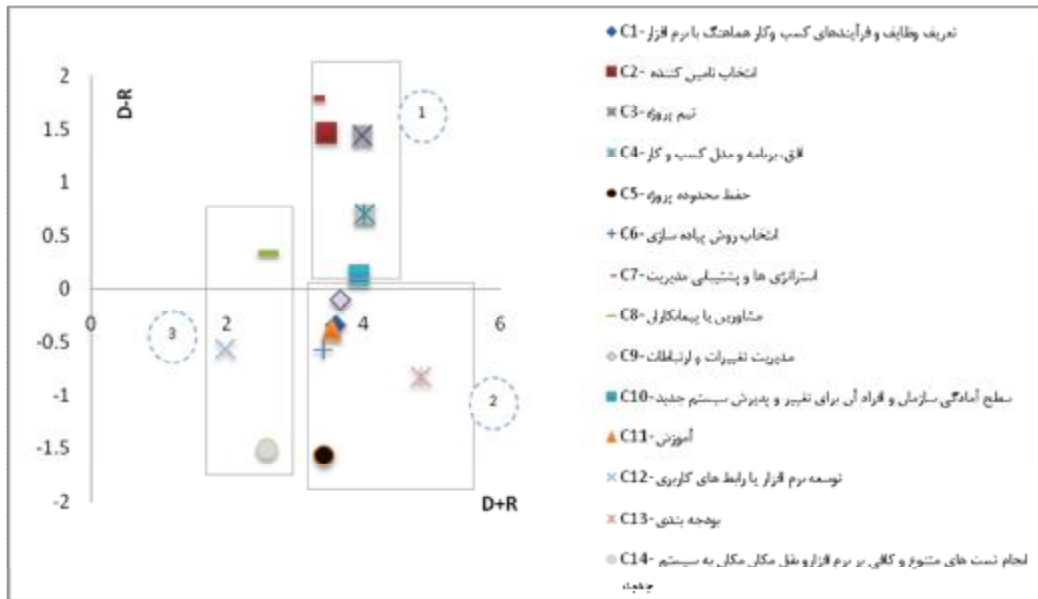 2
1.5
1
0.5
0
-0.5
-1
-1.5
-2
D-R
0 2 4 6
D+R
1
2
3
C1-تعریف وظایف و فرآیندهای کسب وکار هماهنگ با نرم افزار
C2-انتخاب تامین کننده
C3-تیم پروژه
C4-افق، برنامه و مدل کسب و کار
C5-حفظ محدوده پروژه
C6-انتخاب روش پیاده سازی
C7-استراتژی ها و پشتیبانی مدیریت
C8-مشاورین یا پیمانکاران
C9-مدیریت تغییرات و ارتباطات
C10-سطح آمادگی سازمان و افراد آن برای تغییر و پذیرش سیستم جدید
C11-آموزش
C12-توسعه نرم افزار یا رابط های کاربری
C13-بودجه بندی
C14-انجام تست های متنوع و کافی بر نرم افزارو نقل مکان به سیستم
جدید